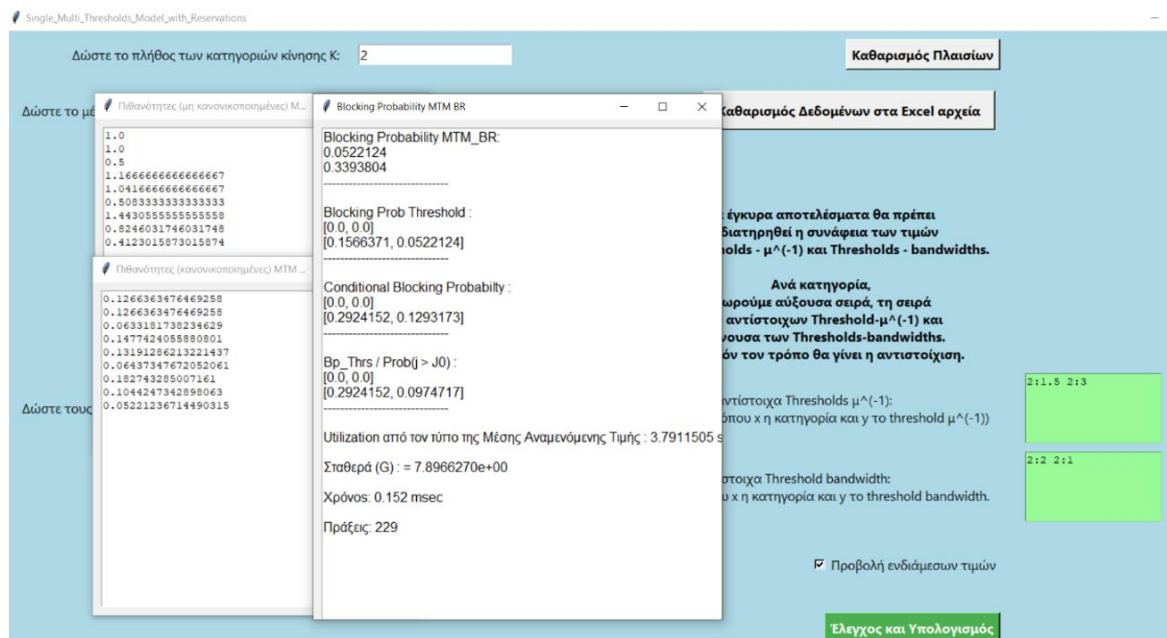 Single_Multi_Thresholds_Model_with_Reservations
Δώστε το πλήθος των κατηγοριών κίνησης Κ:
2
Καθαρισμός Πλαισίων
Δώστε το μέ
Πιθανότητες (μη κανονικοποιημένες) Μ...
1.0
1.0
0.5
1.1666666666666667
1.0416666666666667
0.5083333333333333
1.4430555555555558
0.8246031746031748
0.4123015873015874
Πιθανότητες (κανονικοποιημένες) MTM ...
0.1266363476469258
0.1266363476469258
0.0633181738234629
0.1477424055880801
0.13191286213221437
0.06437347672052061
0.182743285007161
0.1044247342898063
0.05221236714490315
Δώστε τους
Blocking Probability MTM BR
Blocking Probability MTM_BR:
0.0522124
0.3393804
------------------------------
Blocking Prob Threshold :
[0.0, 0.0]
[0.1566371, 0.0522124]
------------------------------
Conditional Blocking Probabilty :
[0.0, 0.0]
[0.2924152, 0.1293173]
------------------------------
Bp_Thrs / Prob(j > J0) :
[0.0, 0.0]
[0.2924152, 0.0974717]
------------------------------
Utilization από τον τύπο της Μέσης Αναμενόμενης Τιμής : 3.7911505 s
Σταθερά (G) : = 7.8966270e+00
Χρόνος: 0.152 msec
Πράξεις: 229
Καθαρισμός Δεδομένων στα Excel αρχεία
έγκυρα αποτελέσματα θα πρέπει
διατηρηθεί η συνάφεια των τιμών
holds - μ^(-1) και Thresholds - bandwidths.
Ανά κατηγορία,
ωρούμε αύξουσα σειρά, τη σειρά
αντίστοιχων Threshold-μ^(-1) και
νουσα των Thresholds-bandwidths.
όν τον τρόπο θα γίνει η αντιστοίχιση.
ντίστοιχα Thresholds μ^(-1):
όπου x η κατηγορία και y το threshold μ^(-1))
2:1.5 2:3
στοιχα Threshold bandwidth:
υ x η κατηγορία και y το threshold bandwidth.
2:2 2:1
Προβολή ενδιάμεσων τιμών
Έλεγχος και Υπολογισμός